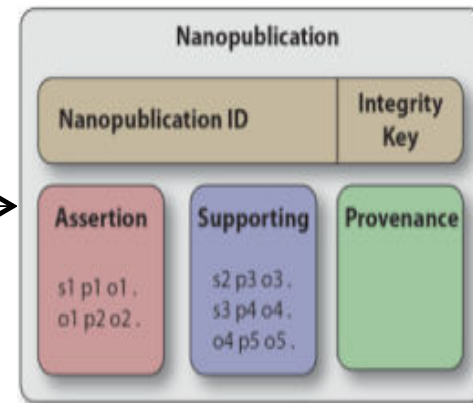 Nanopublication
Nanopublication ID
Integrity
Key
Assertion
s1 p1 o1 .
o1 p2 o2 .
Supporting
s2 p3 o3 .
s3 p4 o4 .
o4 p5 o5 .
Provenance